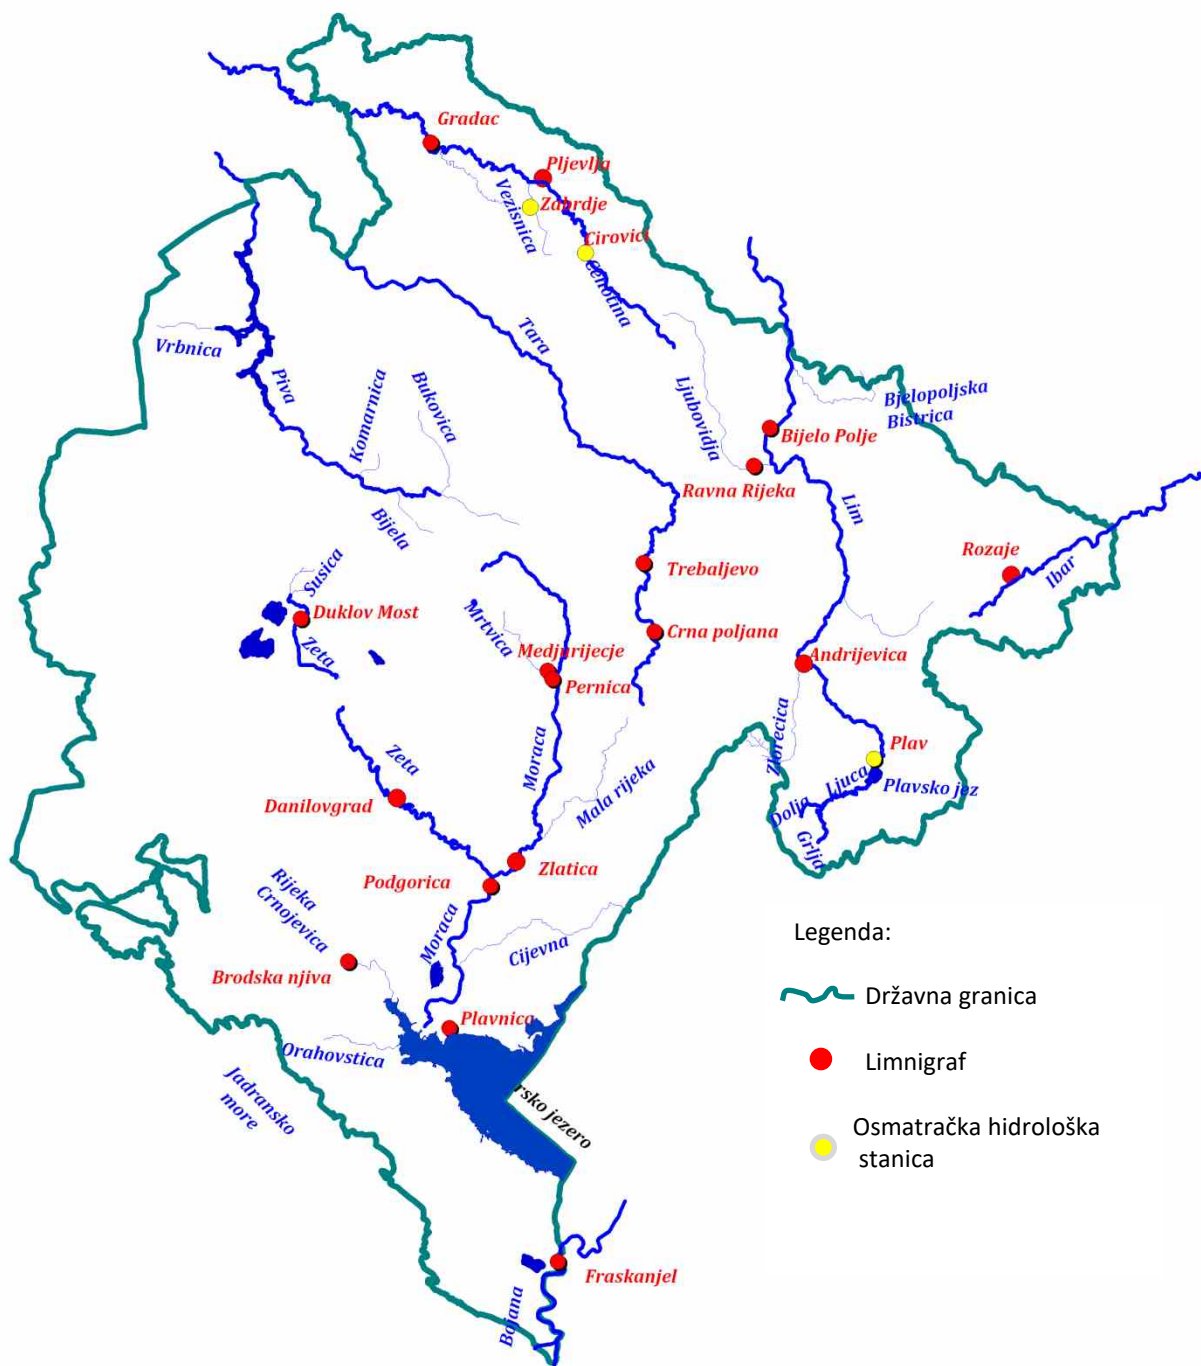 Gradac
Pljevlja
Vezisnica
Zabrdje
Cirovici
Cehotina
Tara
Vrbnica
Piva
Komarnica
Bukovica
Ljubovidja
Bjelopoljska
Bistrica
Bijelo Polje
Ravna Rijeka
Lim
Bijela
Rozaje
Ibar
Susica
Trebaljevo
Duklov Most
Mrtvica
Crna poljana
Zeta
Medjurijecje
Andrijevica
Pernica
Zlorecica
Zeta
Moraca
Plav
Mala rijeka
Ljuca
Plavsko jez
Dolja
Danilovgrad
Grlja
Zlatica
Podgorica
Rijeka
Crnojevica
Moraca
Cijevna
Brodska njiva
Plavnica
Orahovstica
Jadransko
more
rsko jezero
Fraskanjel
Bojana
Legenda:
Državna granica
Limnigraf
Osmatračka hidrološka
stanica